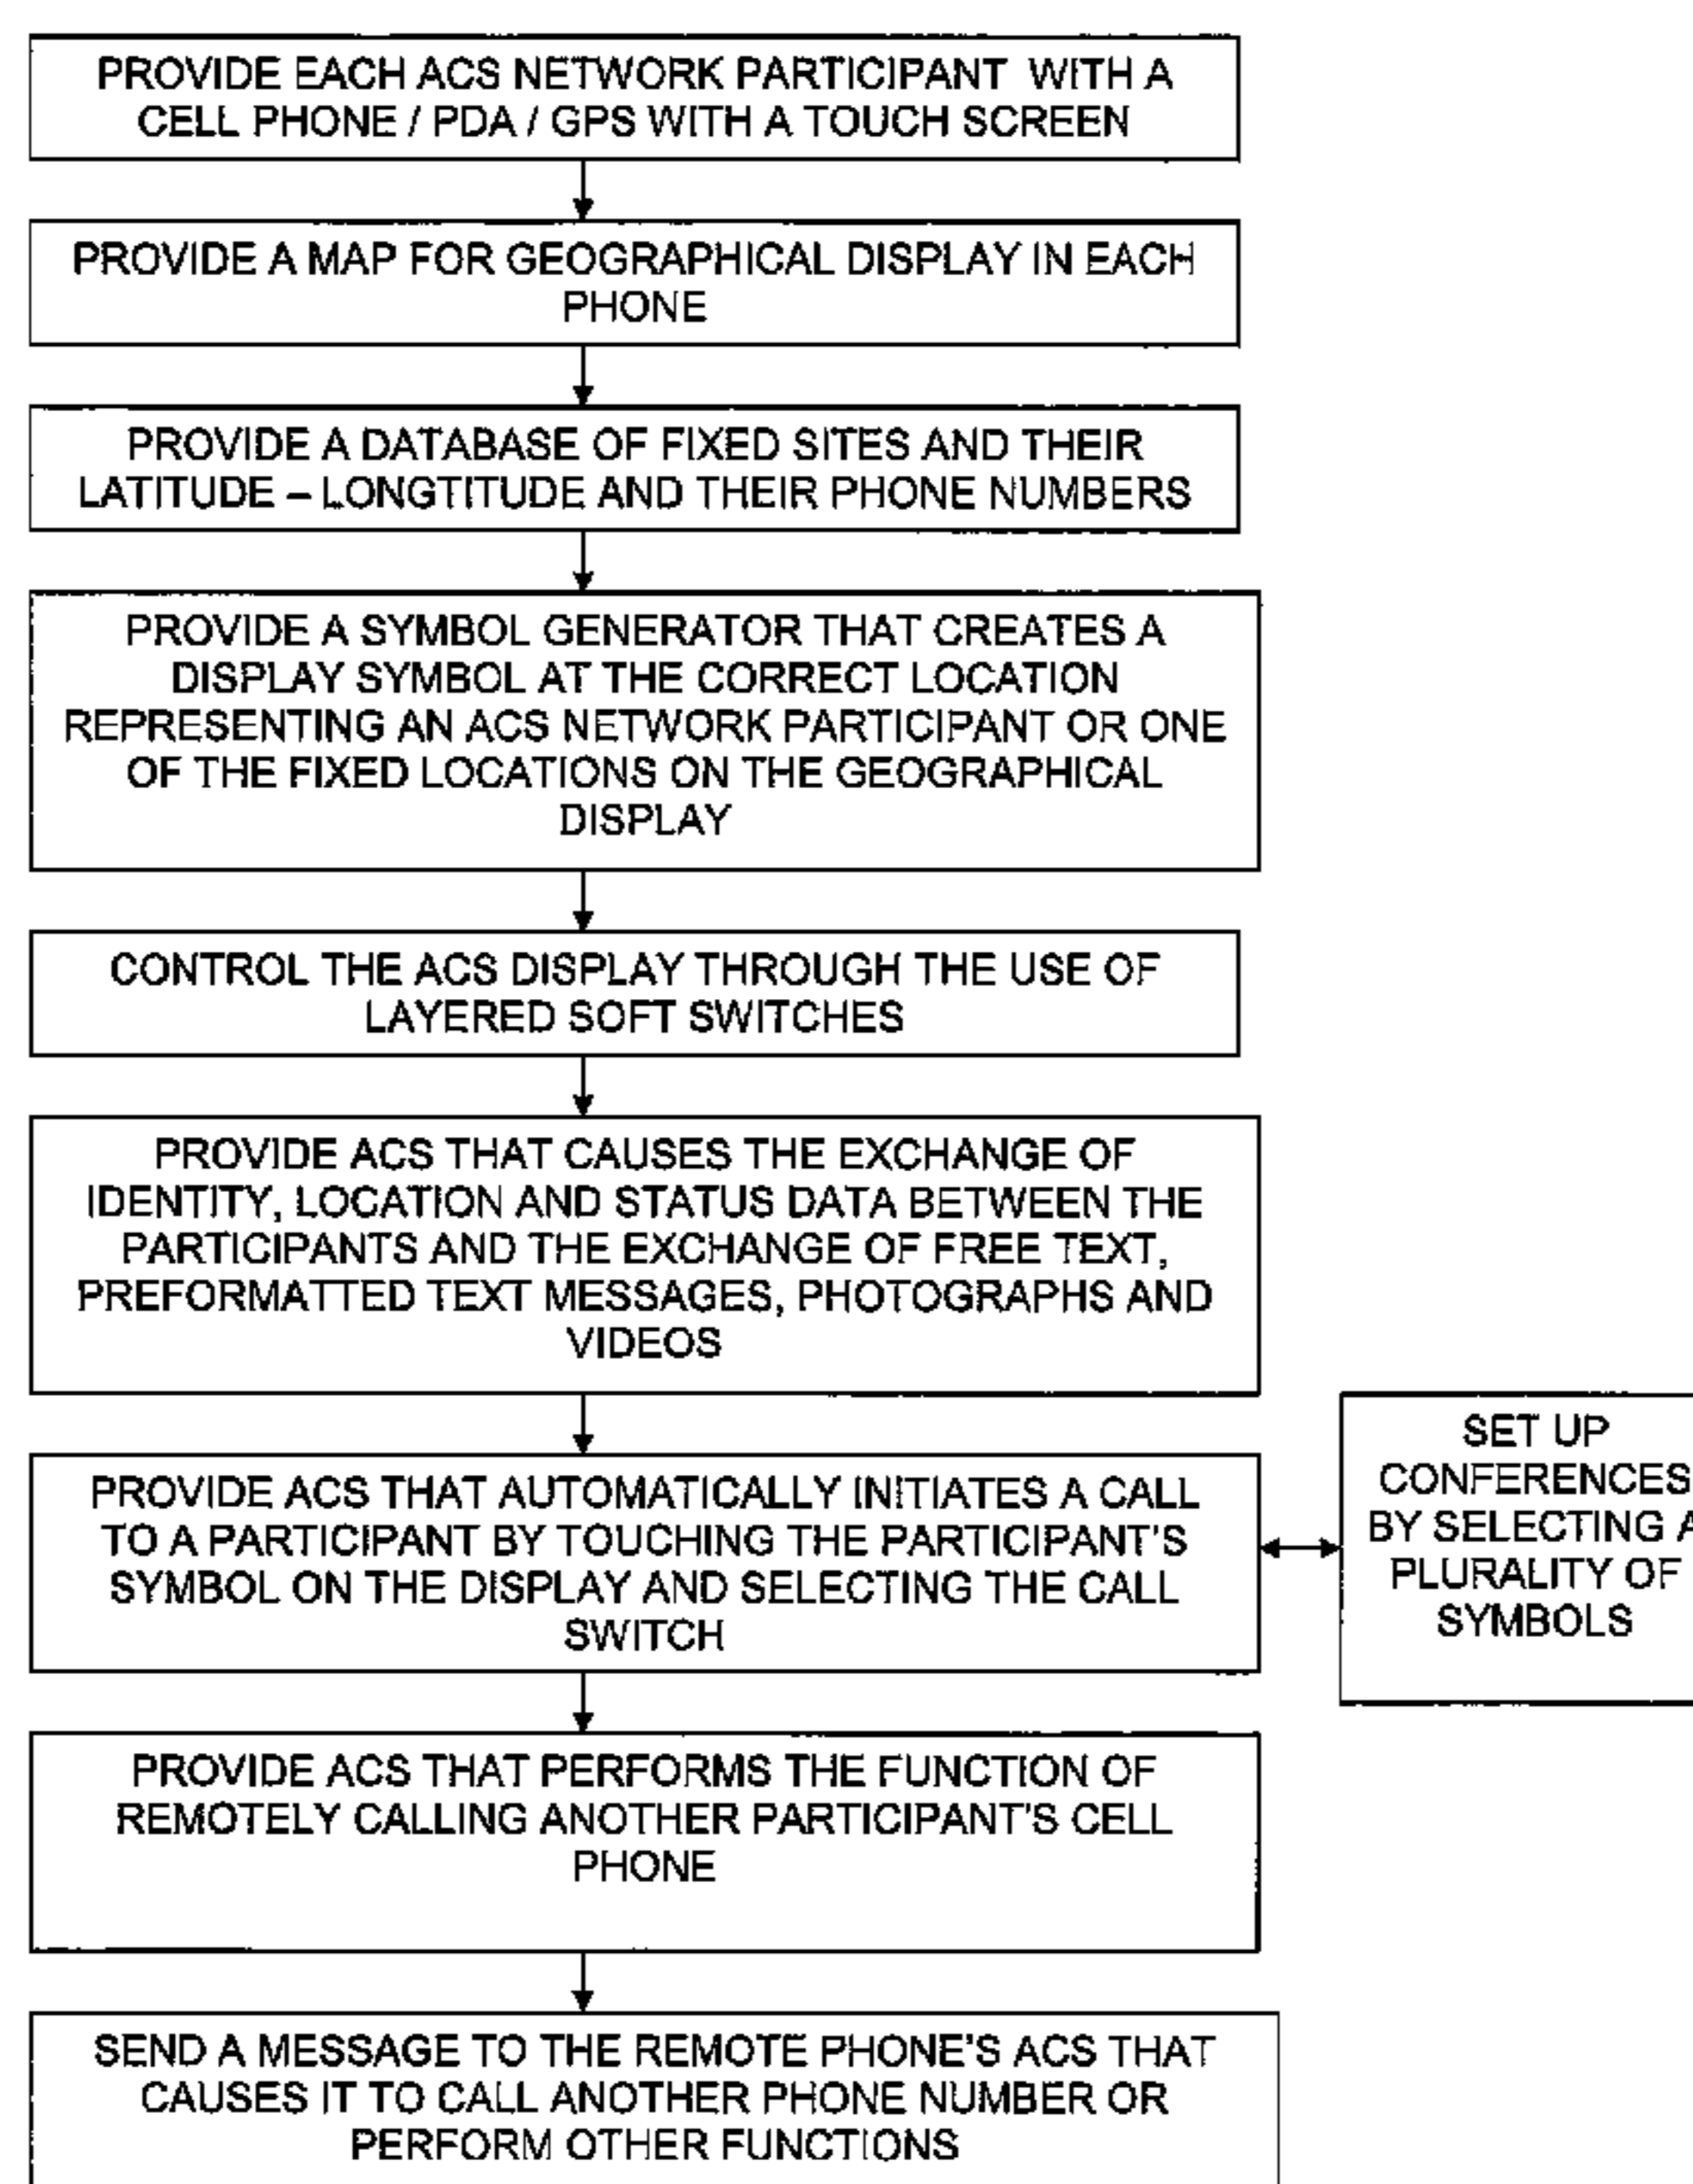 PROVIDE EACH ACS NETWORK PARTICIPANT WITH A
CELL PHONE / PDA / GPS WITH A TOUCH SCREEN
PROVIDE A MAP FOR GEOGRAPHICAL DISPLAY IN EACH
PHONE
PROVIDE A DATABASE OF FIXED SITES AND THEIR
LATITUDE – LONGTITUDE AND THEIR PHONE NUMBERS
PROVIDE A SYMBOL GENERATOR THAT CREATES A
DISPLAY SYMBOL AT THE CORRECT LOCATION
REPRESENTING AN ACS NETWORK PARTICIPANT OR ONE
OF THE FIXED LOCATIONS ON THE GEOGRAPHICAL
DISPLAY
CONTROL THE ACS DISPLAY THROUGH THE USE OF
LAYERED SOFT SWITCHES
PROVIDE ACS THAT CAUSES THE EXCHANGE OF
IDENTITY, LOCATION AND STATUS DATA BETWEEN THE
PARTICIPANTS AND THE EXCHANGE OF FREE TEXT,
PREFORMATTED TEXT MESSAGES, PHOTOGRAPHS AND
VIDEOS
PROVIDE ACS THAT AUTOMATICALLY INITIATES A CALL
TO A PARTICIPANT BY TOUCHING THE PARTICIPANT'S
SYMBOL ON THE DISPLAY AND SELECTING THE CALL
SWITCH
SET UP
CONFERENCES
BY SELECTING A
PLURALITY OF
SYMBOLS
PROVIDE ACS THAT PERFORMS THE FUNCTION OF
REMOTELY CALLING ANOTHER PARTICIPANT'S CELL
PHONE
SEND A MESSAGE TO THE REMOTE PHONE'S ACS THAT
CAUSES IT TO CALL ANOTHER PHONE NUMBER OR
PERFORM OTHER FUNCTIONS